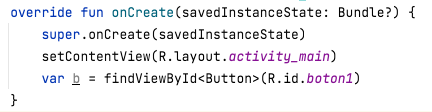 override fun onCreate(savedInstanceState: Bundle?) {
    super.onCreate(savedInstanceState)
    setContentView(R.layout.activity_main)
    var b = findViewById<Button>(R.id.boton1)
}